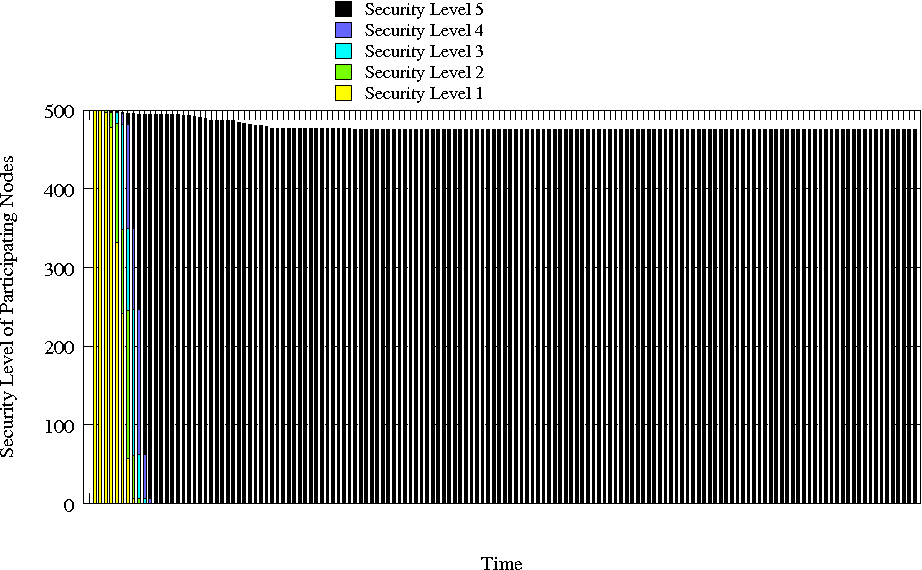 Security Level 5
Security Level 4
Security Level 3
Security Level 2
Security Level 1
500
400
300
200
100
0
Security Level of Participating Nodes
Time